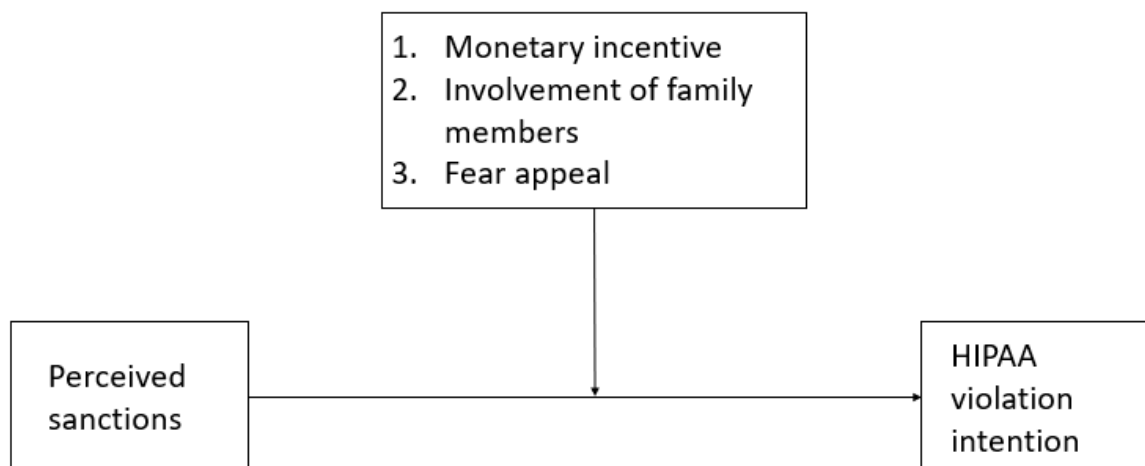 1. Monetary incentive
2. Involvement of family
members
3. Fear appeal
Perceived
sanctions
HIPAA
violation
intention